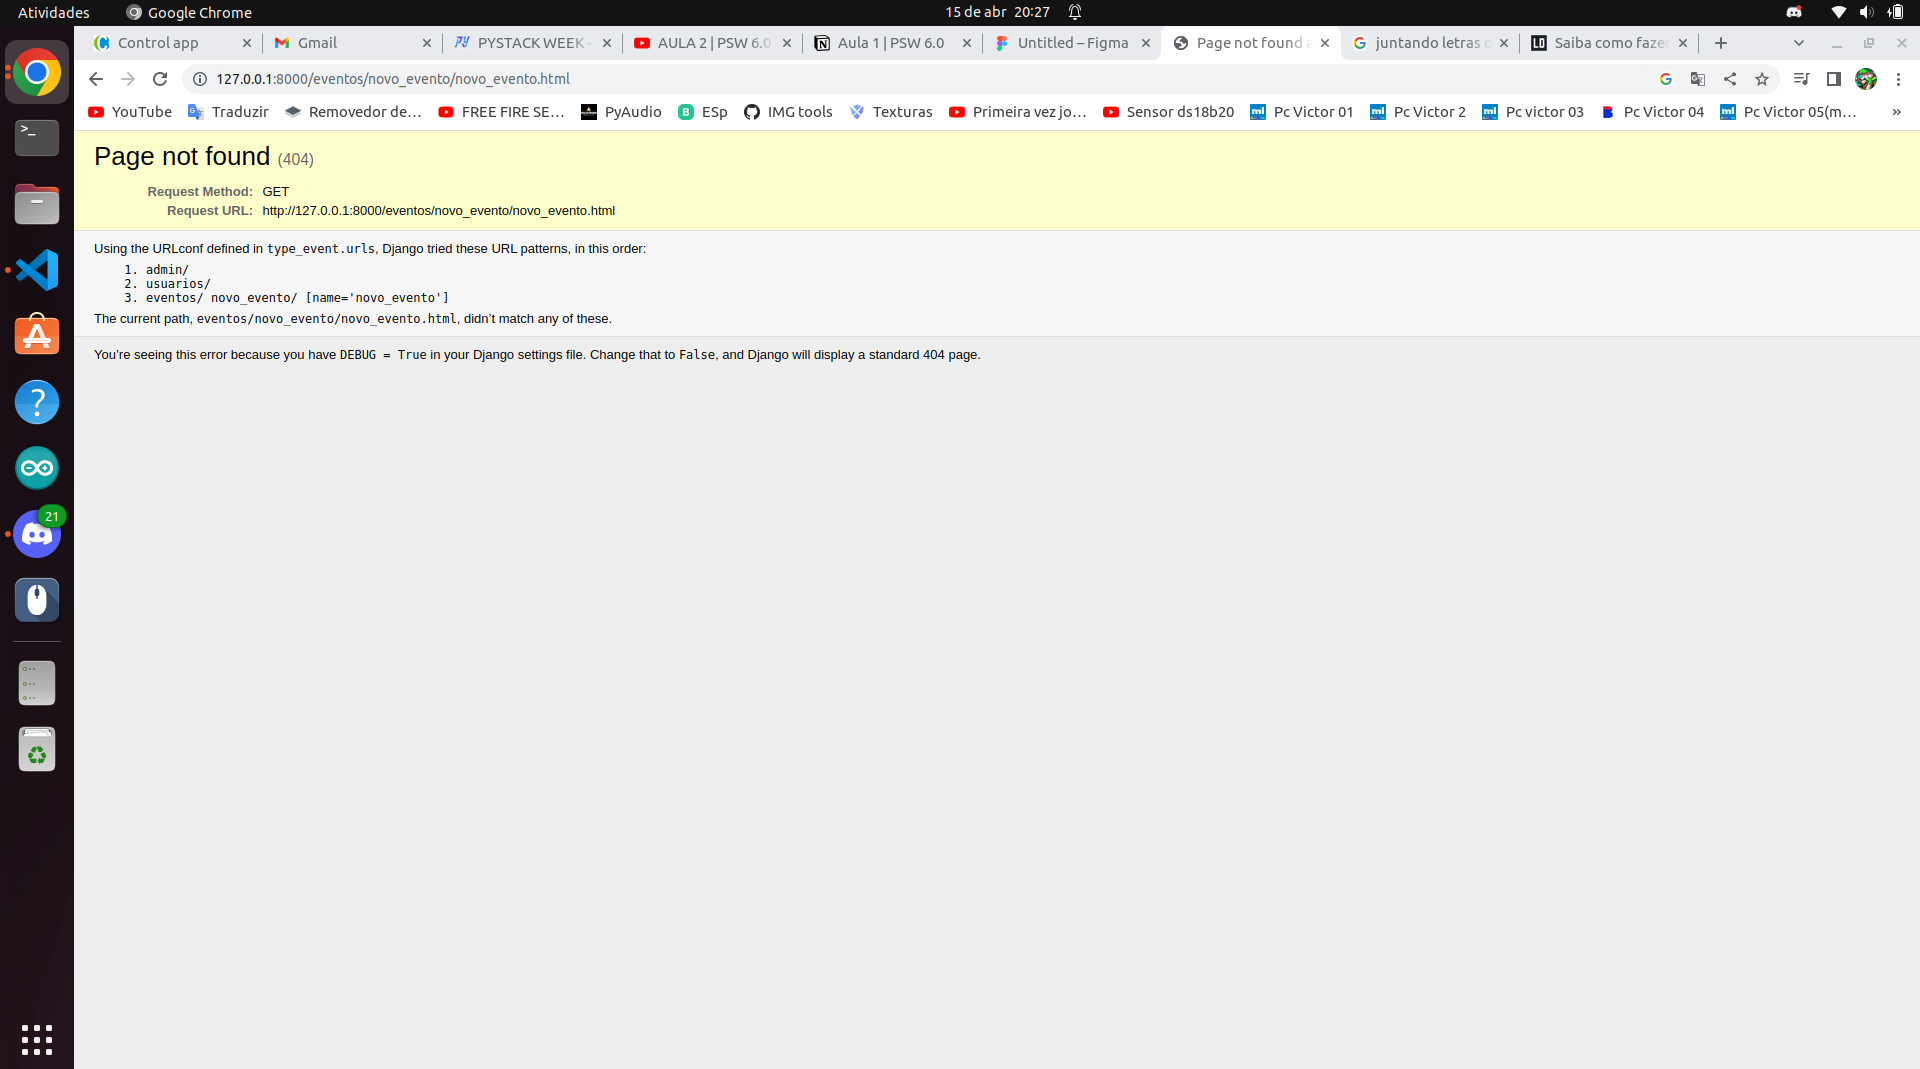 Atividades
Google Chrome
15 de abr 20:27
Control app
Gmail
PYSTACK WEEK -
AULA 2 | PSW 6.0
Aula 1 | PSW 6.0
Untitled – Figma
Page not found a
juntando letras c
Saiba como fazer
127.0.0.1:8000/eventos/novo_evento/novo_evento.html
YouTube
Traduzir
Removedor de...
FREE FIRE SE...
PyAudio
ESp
IMG tools
Texturas
Primeira vez jo...
Sensor ds18b20
Pc Victor 01
Pc Victor 2
Pc victor 03
Pc Victor 04
Pc Victor 05(m...
»
Page not found (404)
Request Method: GET
Request URL: http://127.0.0.1:8000/eventos/novo_evento/novo_evento.html
Using the URLconf defined in type_event.urls, Django tried these URL patterns, in this order:
1. admin/
2. usuarios/
3. eventos/ novo_evento/ [name='novo_evento']
The current path, eventos/novo_evento/novo_evento.html, didn’t match any of these.
You’re seeing this error because you have DEBUG = True in your Django settings file. Change that to False, and Django will display a standard 404 page.
21